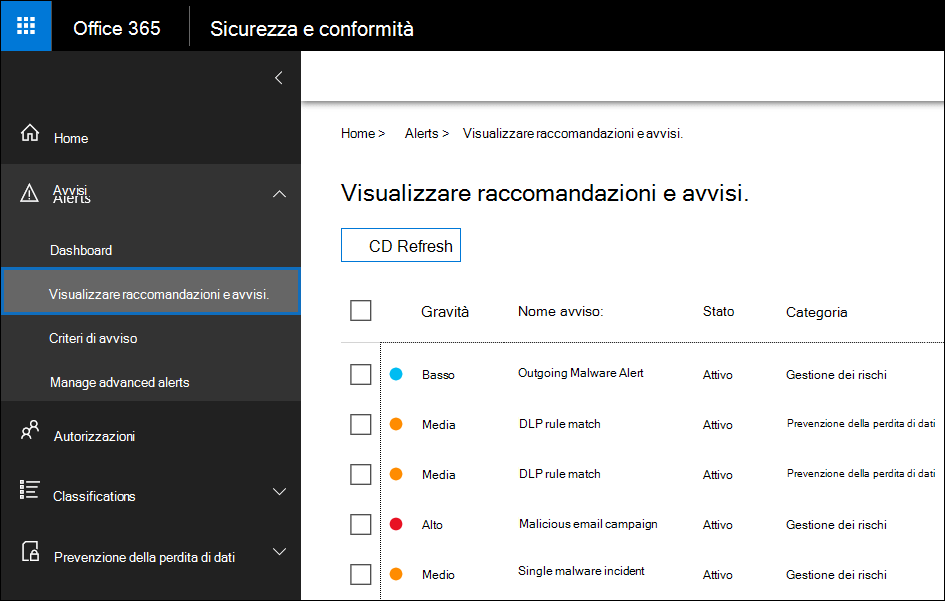 Office 365 Sicurezza e conformità
Home
Avvisi
Alerts
Dashboard
Visualizzare raccomandazioni e avvisi.
Criteri di avviso
Manage advanced alerts
Autorizzazioni
Classifications
Prevenzione della perdita di dati
Home > Alerts > Visualizzare raccomandazioni e avvisi.
Visualizzare raccomandazioni e avvisi.
CD Refresh
Gravità Nome avviso: Stato Categoria
Basso Outgoing Malware Alert Attivo Gestione dei rischi
Media DLP rule match Attivo Prevenzione della perdita di dati
Media DLP rule match Attivo Prevenzione della perdita di dati
Alto Malicious email campaign Attivo Gestione dei rischi
Medio Single malware incident Attivo Gestione dei rischi